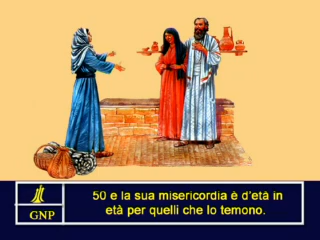 50 e la sua misericordia è d'età in
età per quelli che lo temono.
GNP